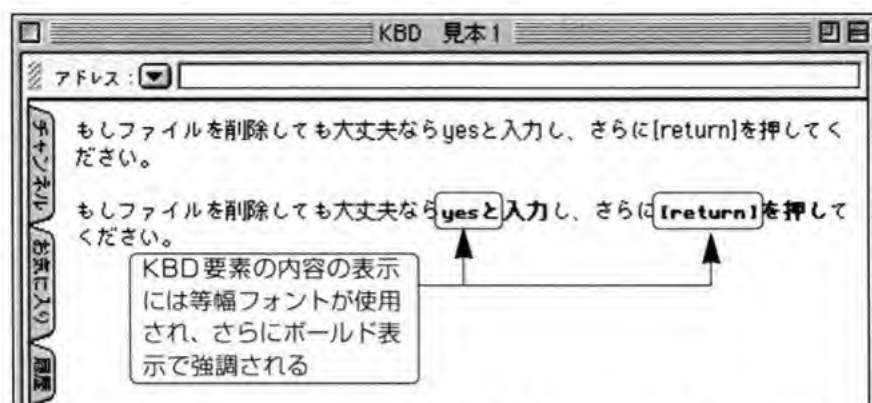 KBD 見本1
アドレス：
チャンネル
お気に入り
履歴
もしファイルを削除しても大丈夫ならyesと入力し、さらに[return]を押してく
ださい。
もしファイルを削除しても大丈夫ならyesと入力し、さらに[return]を押して
ください。
KBD要素の内容の表示
には等幅フォントが使用
され、さらにボールド表
示で強調される